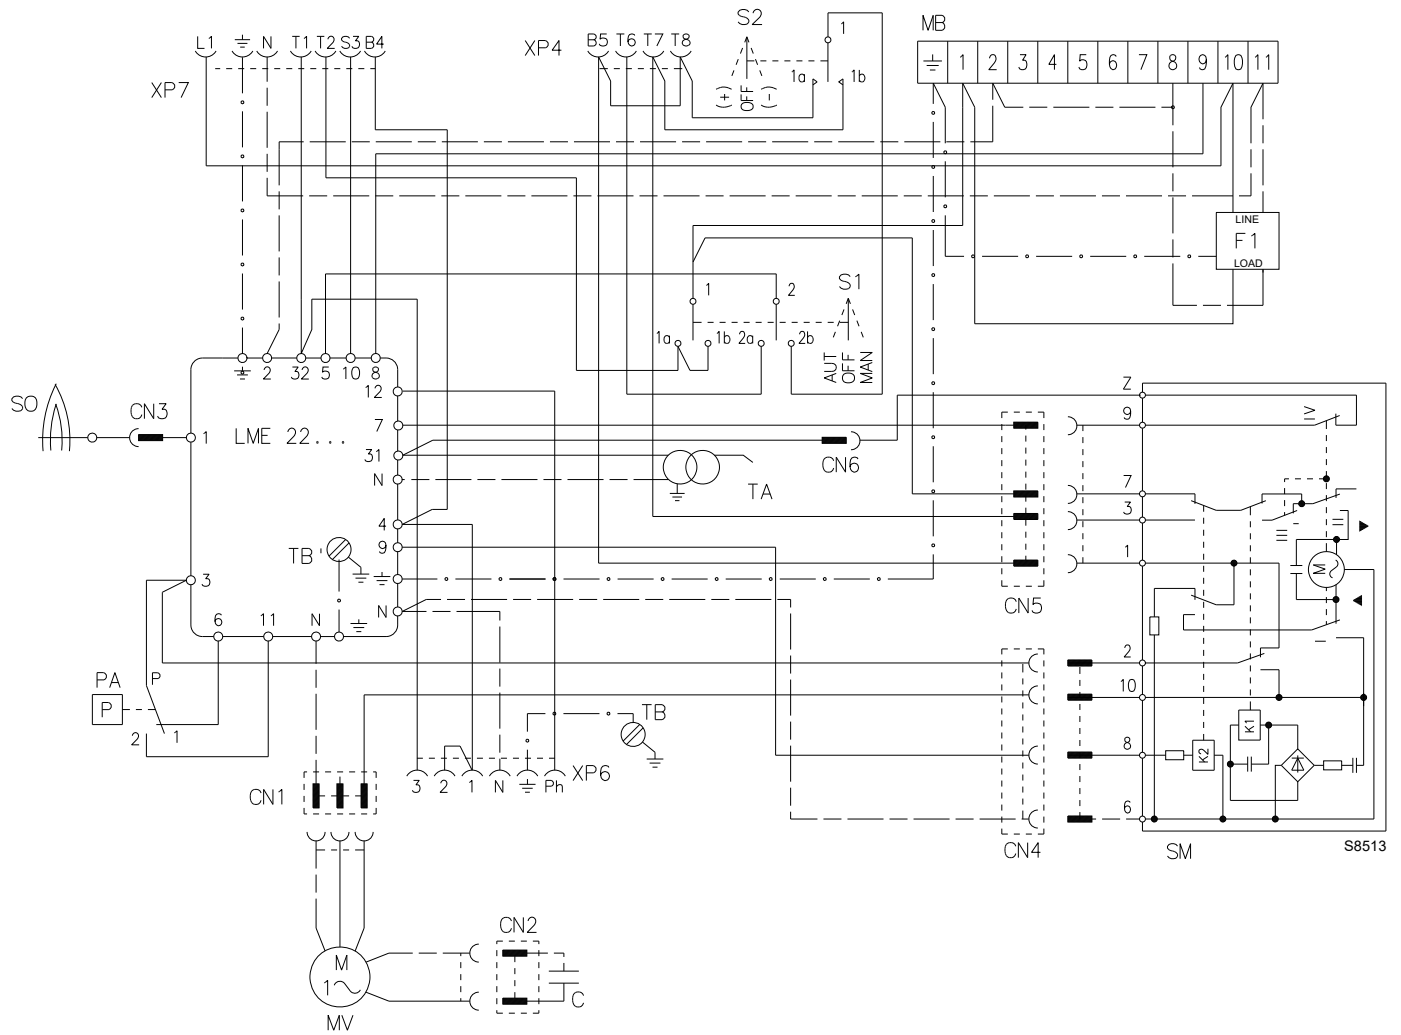 S2
MB
L1 N T1 T2 S3 B4
XP4
B5 T6 T7 T8
1
1 2 3 4 5 6 7 8 9 10 11
XP7
1a 1b
(+) OFF (-)
LINE
F1
LOAD
1 2
S1
1a 1b 2a 2b
AUT OFF MAN
2 32 5 10 8
12
Z
SO
CN3
9
IV
7
1
LME 22...
31
CN6
N
TA
7
3
III
II
4
TB
9
1
M
3
CN5
N
I
6 11 N
2
PA
P
P
10
TB
K1
2 1
8
K2
XP6
3 2 1 N Ph
CN1
6
CN4
SM
S8513
CN2
M
1
C
MV